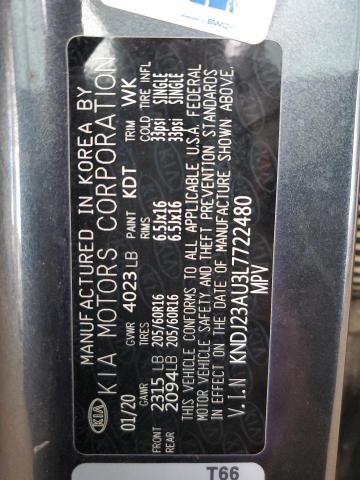 MANUFACTURED IN KOREA BY
KIA KIA MOTORS CORPORATION
01/20 GVWR 4023 LB PAINT KDT TRIM WK
GAWR TIRES RIMS COLD TIRE INFL
FRONT 2315 LB 205/60R16 6.5Jx16 33psi SINGLE
REAR 2094 LB 205/60R16 6.5Jx16 33psi SINGLE
THIS VEHICLE CONFORMS TO ALL APPLICABLE U.S.A. FEDERAL
MOTOR VEHICLE SAFETY AND THEFT PREVENTION STANDARDS
IN EFFECT ON THE DATE OF MANUFACTURE SHOWN ABOVE.
V.I.N KNDJ23AU3L7722480
MPV
T66